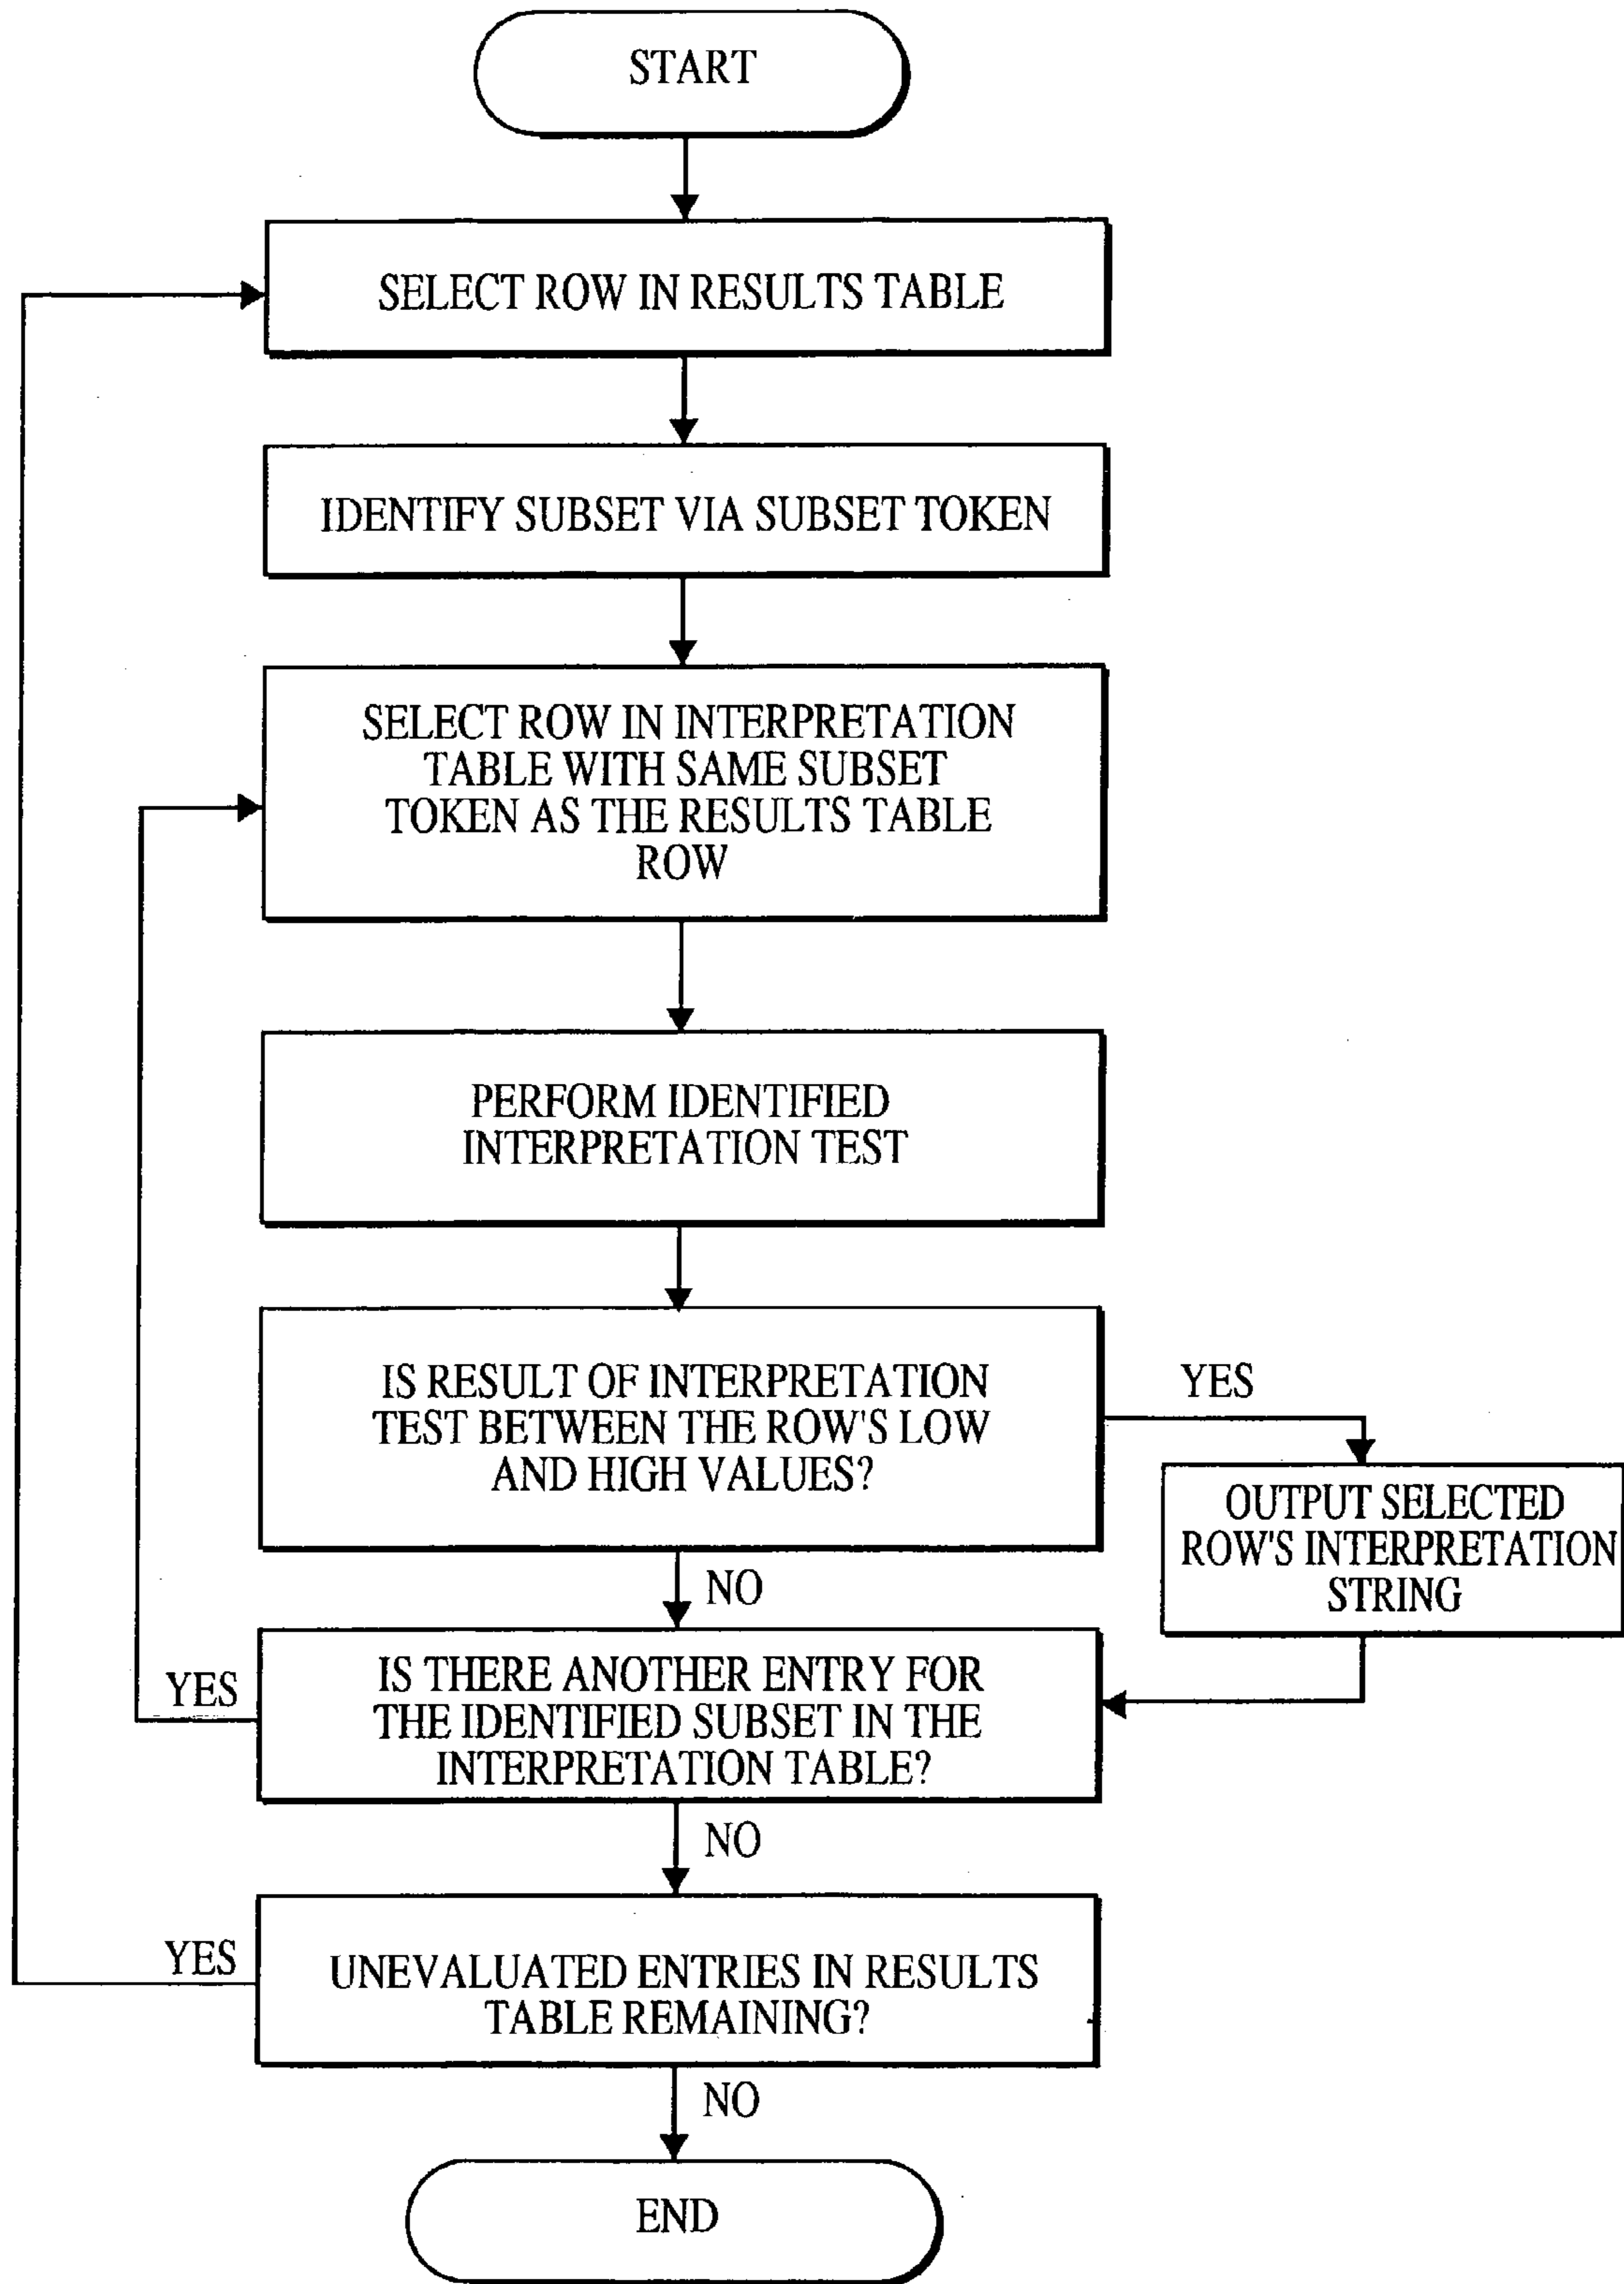 START
SELECT ROW IN RESULTS TABLE
IDENTIFY SUBSET VIA SUBSET TOKEN
SELECT ROW IN INTERPRETATION
TABLE WITH SAME SUBSET
TOKEN AS THE RESULTS TABLE
ROW
PERFORM IDENTIFIED
INTERPRETATION TEST
IS RESULT OF INTERPRETATION
TEST BETWEEN THE ROW'S LOW
AND HIGH VALUES?
YES
OUTPUT SELECTED
ROW'S INTERPRETATION
STRING
NO
IS THERE ANOTHER ENTRY FOR
THE IDENTIFIED SUBSET IN THE
INTERPRETATION TABLE?
YES
NO
UNEVALUATED ENTRIES IN RESULTS
TABLE REMAINING?
YES
NO
END